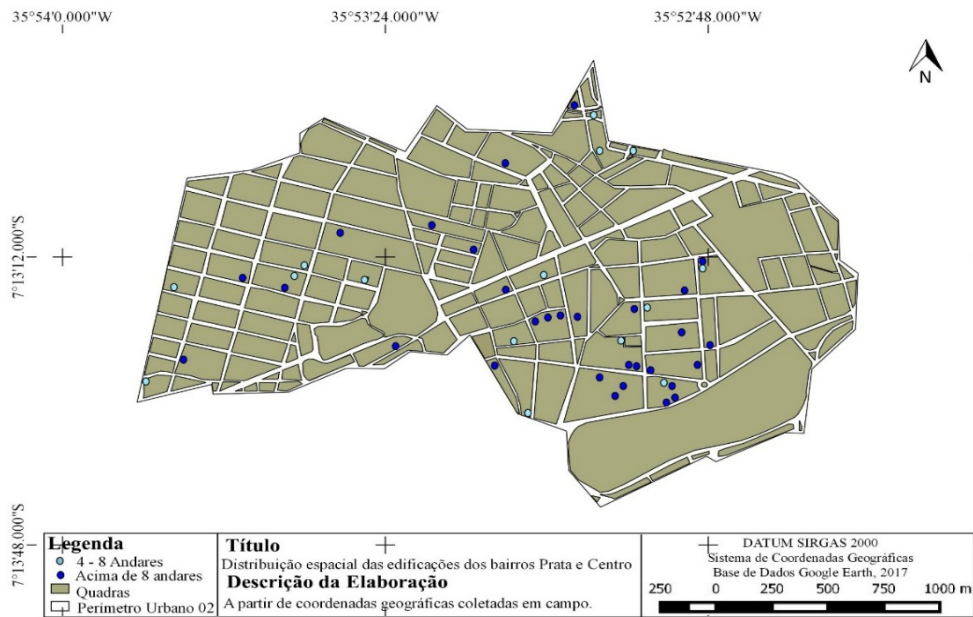 35°54'0.000"W
35°53'24.000"W
35°52'48.000"W
N
7°13'12.000"S
7°13'48.000"S
Legenda
4 - 8 Andares
Acima de 8 andares
Quadras
Perimetro Urbano 02
Título
Distribuição espacial das edificações dos bairros Prata e Centro
Descrição da Elaboração
A partir de coordenadas geográficas coletadas em campo.
DATUM SIRGAS 2000
Sistema de Coordenadas Geográficas
Base de Dados Google Earth, 2017
250 0 250 500 750 1000 m